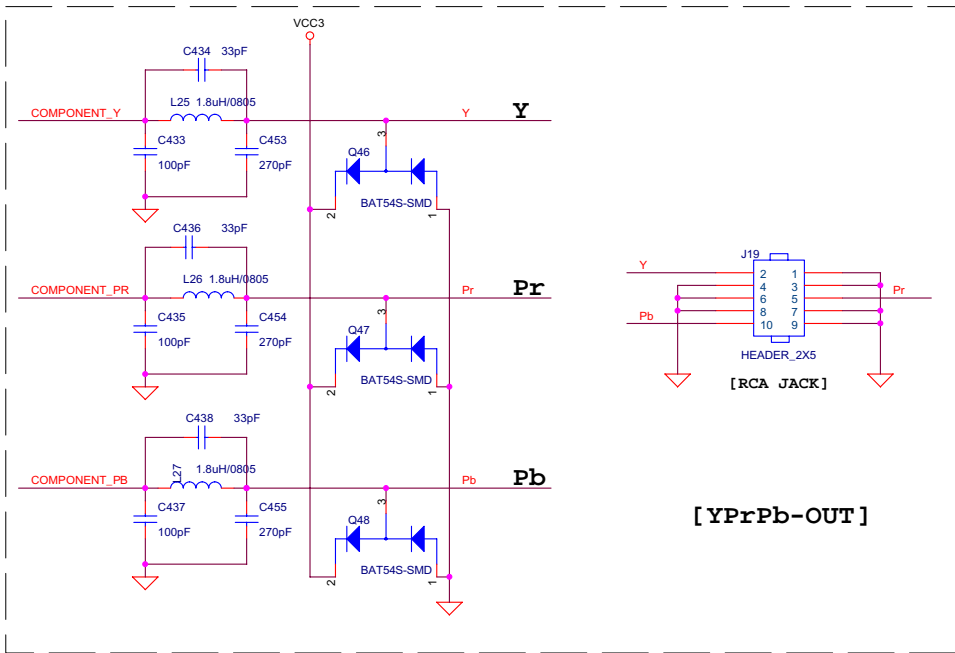 VCC3
C434 33pF
L25 1.8uH/0805
COMPONENT_Y
Y Y
C433
100pF
C453
270pF
3
Q46
BAT54S-SMD
2 1
C436 33pF
L26 1.8uH/0805
COMPONENT_PR
Pr Pr
C435
100pF
C454
270pF
3
Q47
BAT54S-SMD
2 1
C438 33pF
L27 1.8uH/0805
COMPONENT_PB
Pb Pb
C437
100pF
C455
270pF
3
Q48
BAT54S-SMD
2 1
J19
Y 2 1
4 3
6 5 Pr
8 7
Pb 10 9
HEADER_2X5
[RCA JACK]
[YPrPb-OUT]